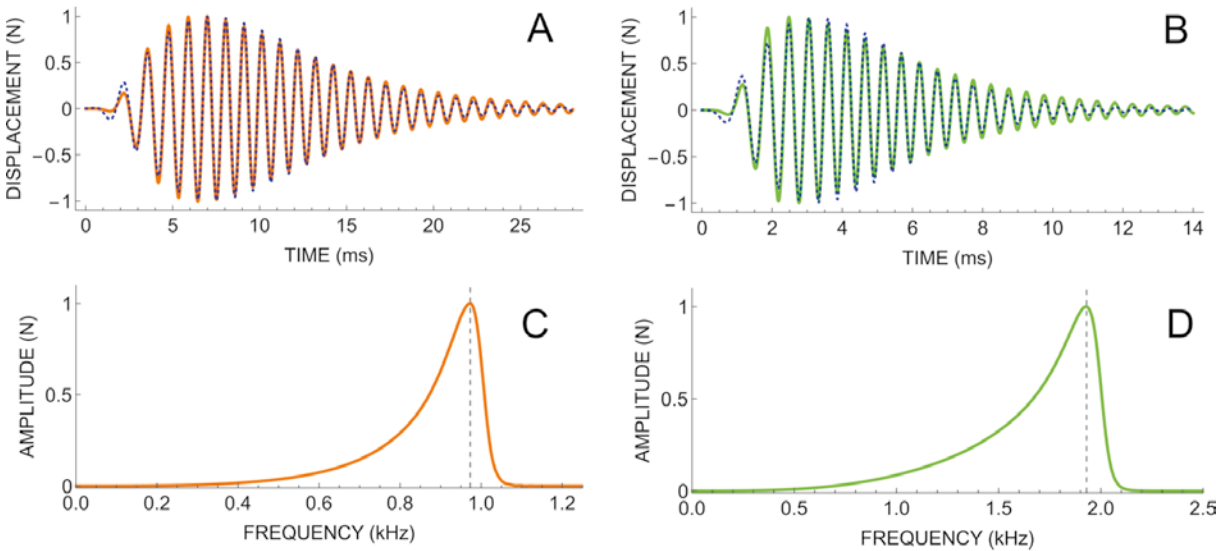 A
DISPLACEMENT (N)
1
0.5
0
−0.5
−1
0 5 10 15 20 25
TIME (ms)
B
DISPLACEMENT (N)
1
0.5
0
−0.5
−1
0 2 4 6 8 10 12 14
TIME (ms)
C
AMPLITUDE (N)
1
0.5
0
0.0 0.2 0.4 0.6 0.8 1.0 1.2
FREQUENCY (kHz)
D
AMPLITUDE (N)
1
0.5
0
0.0 0.5 1.0 1.5 2.0 2.5
FREQUENCY (kHz)